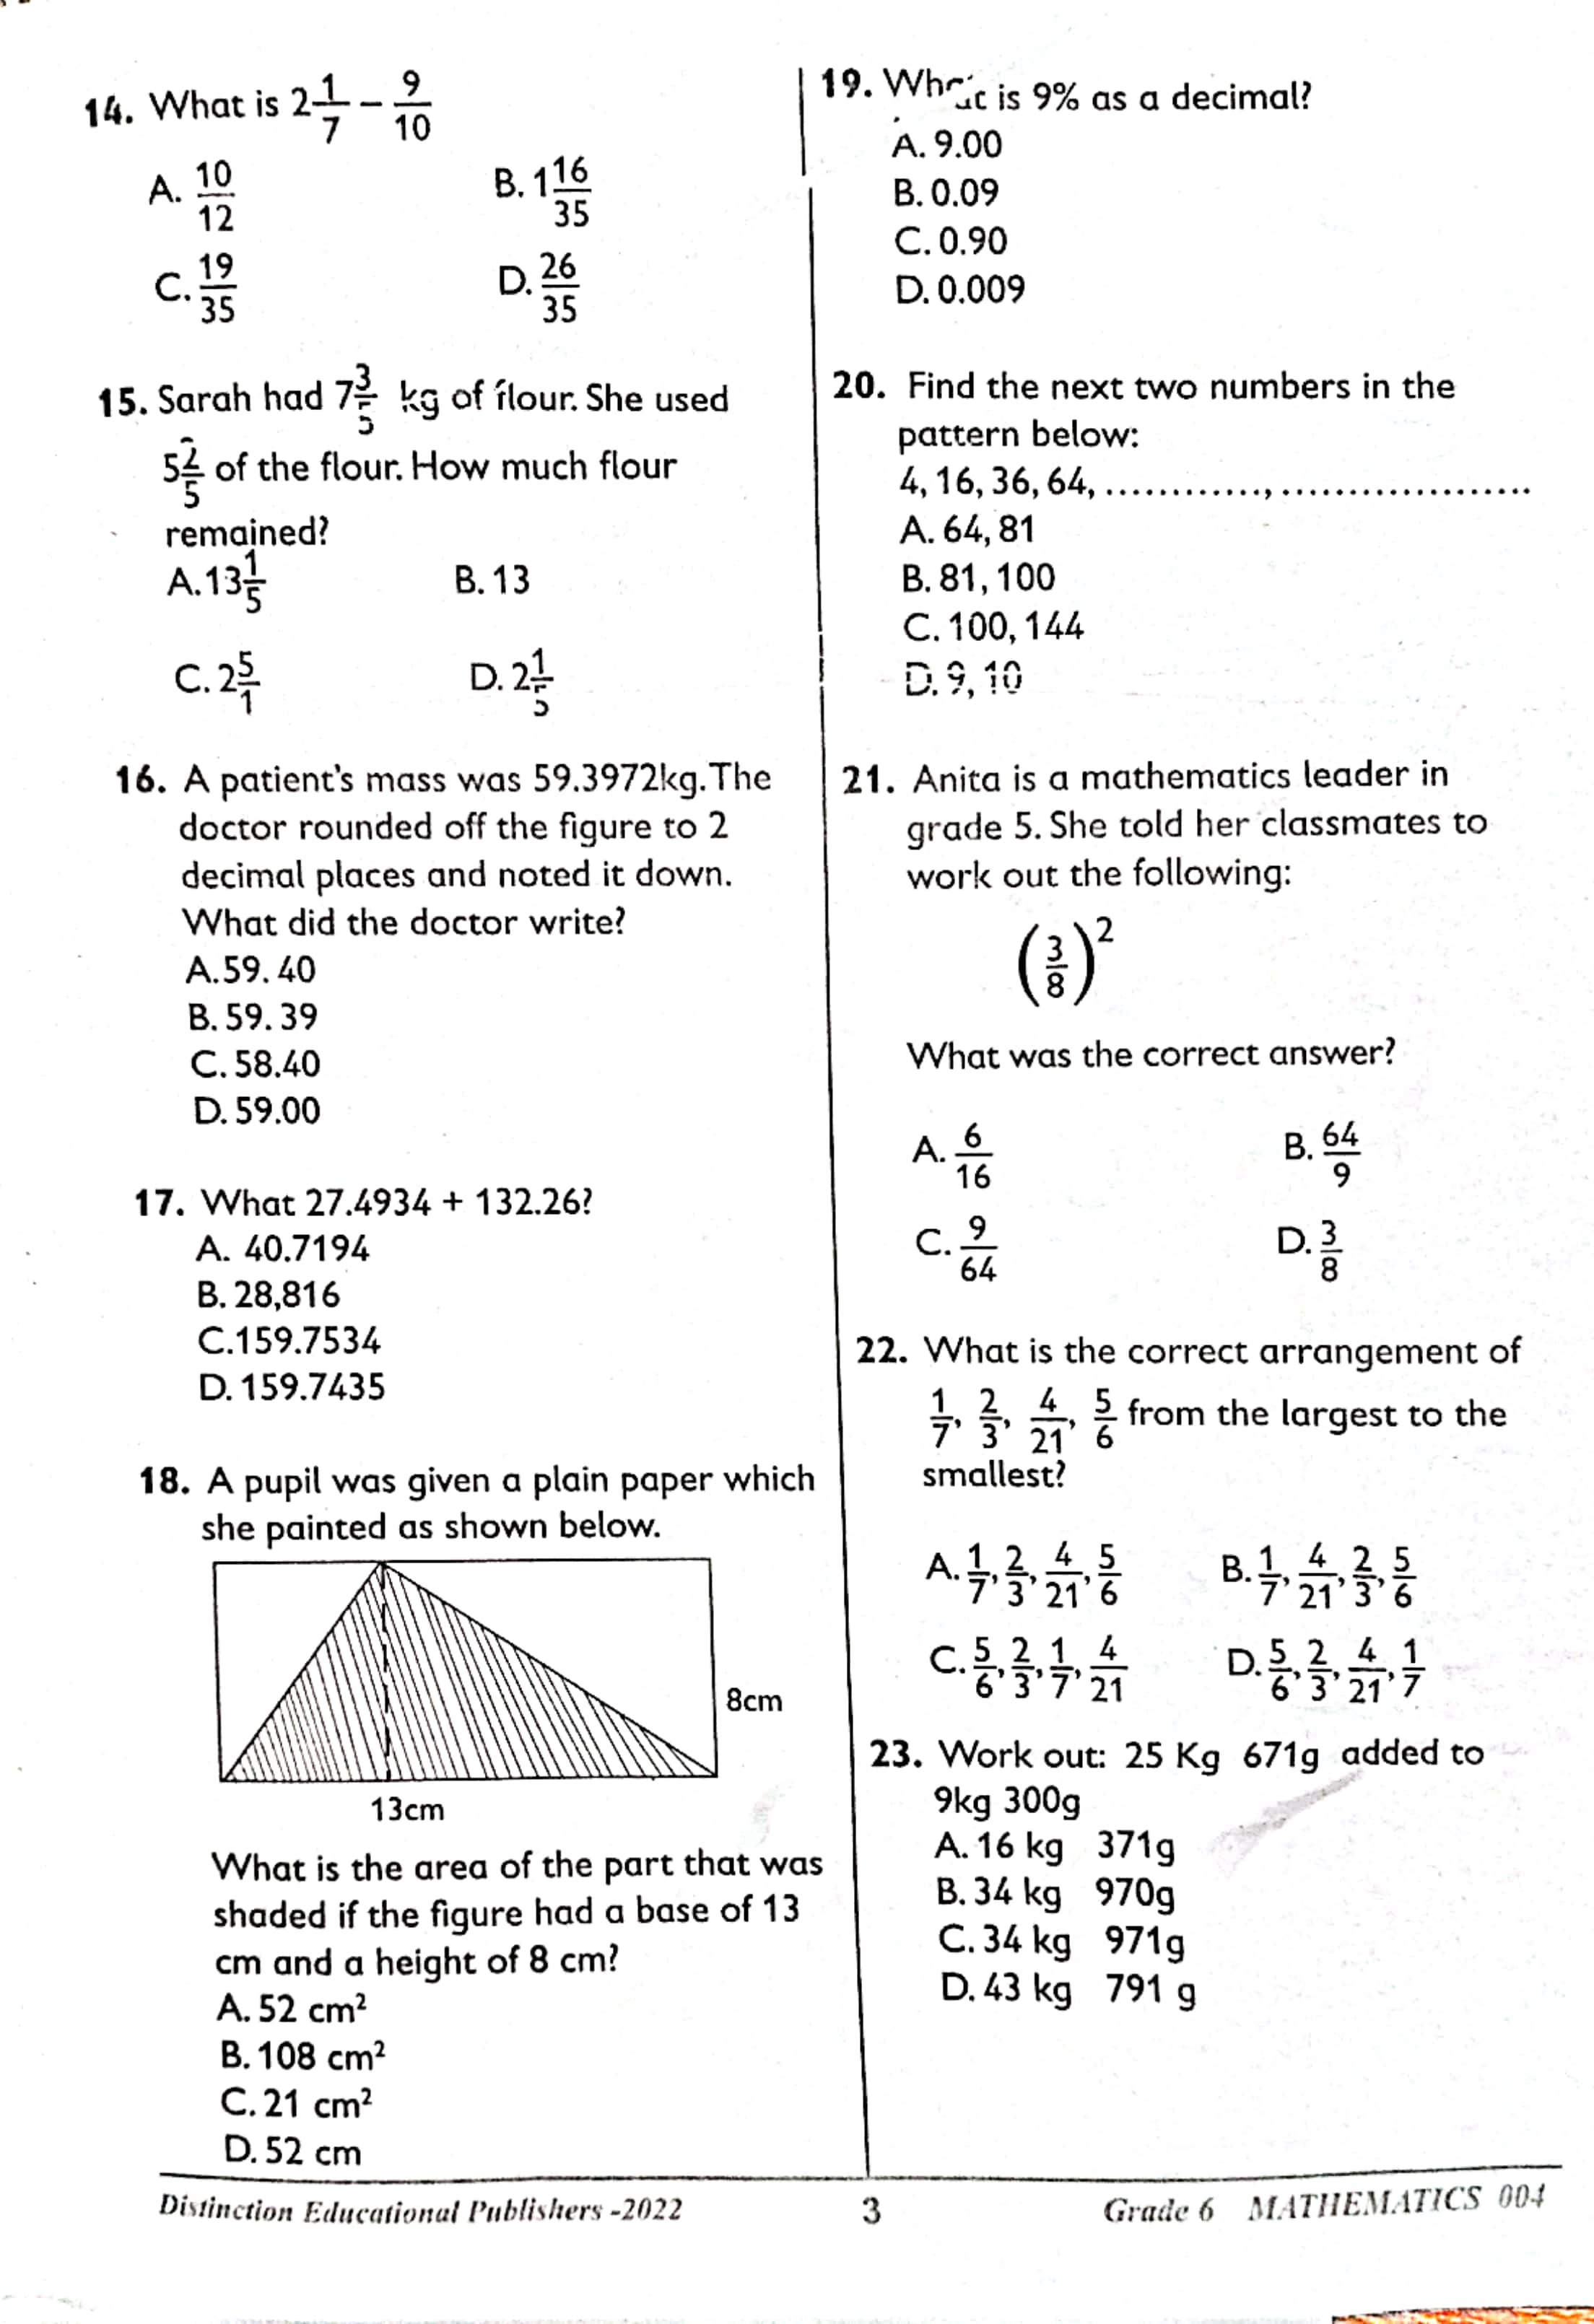 14. What is 2 1/7 − 9/10
A. 10/12 B. 1 16/35
C. 19/35 D. 26/35
15. Sarah had 7 3/5 kg of flour. She used
5 2/5 of the flour. How much flour
remained?
A. 13 1/5 B. 13
C. 2 5/1 D. 2 1/5
16. A patient's mass was 59.3972kg. The
doctor rounded off the figure to 2
decimal places and noted it down.
What did the doctor write?
A. 59. 40
B. 59. 39
C. 58.40
D. 59.00
17. What 27.4934 + 132.26?
A. 40.7194
B. 28,816
C. 159.7534
D. 159.7435
18. A pupil was given a plain paper which
she painted as shown below.
8cm
13cm
What is the area of the part that was
shaded if the figure had a base of 13
cm and a height of 8 cm?
A. 52 cm²
B. 108 cm²
C. 21 cm²
D. 52 cm
19. What is 9% as a decimal?
A. 9.00
B. 0.09
C. 0.90
D. 0.009
20. Find the next two numbers in the
pattern below:
4, 16, 36, 64, ............, ...................
A. 64, 81
B. 81, 100
C. 100, 144
D. 9, 10
21. Anita is a mathematics leader in
grade 5. She told her classmates to
work out the following:
(3/8)²
What was the correct answer?
A. 6/16 B. 64/9
C. 9/64 D. 3/8
22. What is the correct arrangement of
1/7, 2/3, 4/21, 5/6 from the largest to the
smallest?
A. 1/7, 2/3, 4/21, 5/6 B. 1/7, 4/21, 2/3, 5/6
C. 5/6, 2/3, 1/7, 4/21 D. 5/6, 2/3, 4/21, 1/7
23. Work out: 25 Kg 671g added to
9kg 300g
A. 16 kg 371g
B. 34 kg 970g
C. 34 kg 971g
D. 43 kg 791 g
Distinction Educational Publishers -2022 3 Grade 6 MATHEMATICS 004